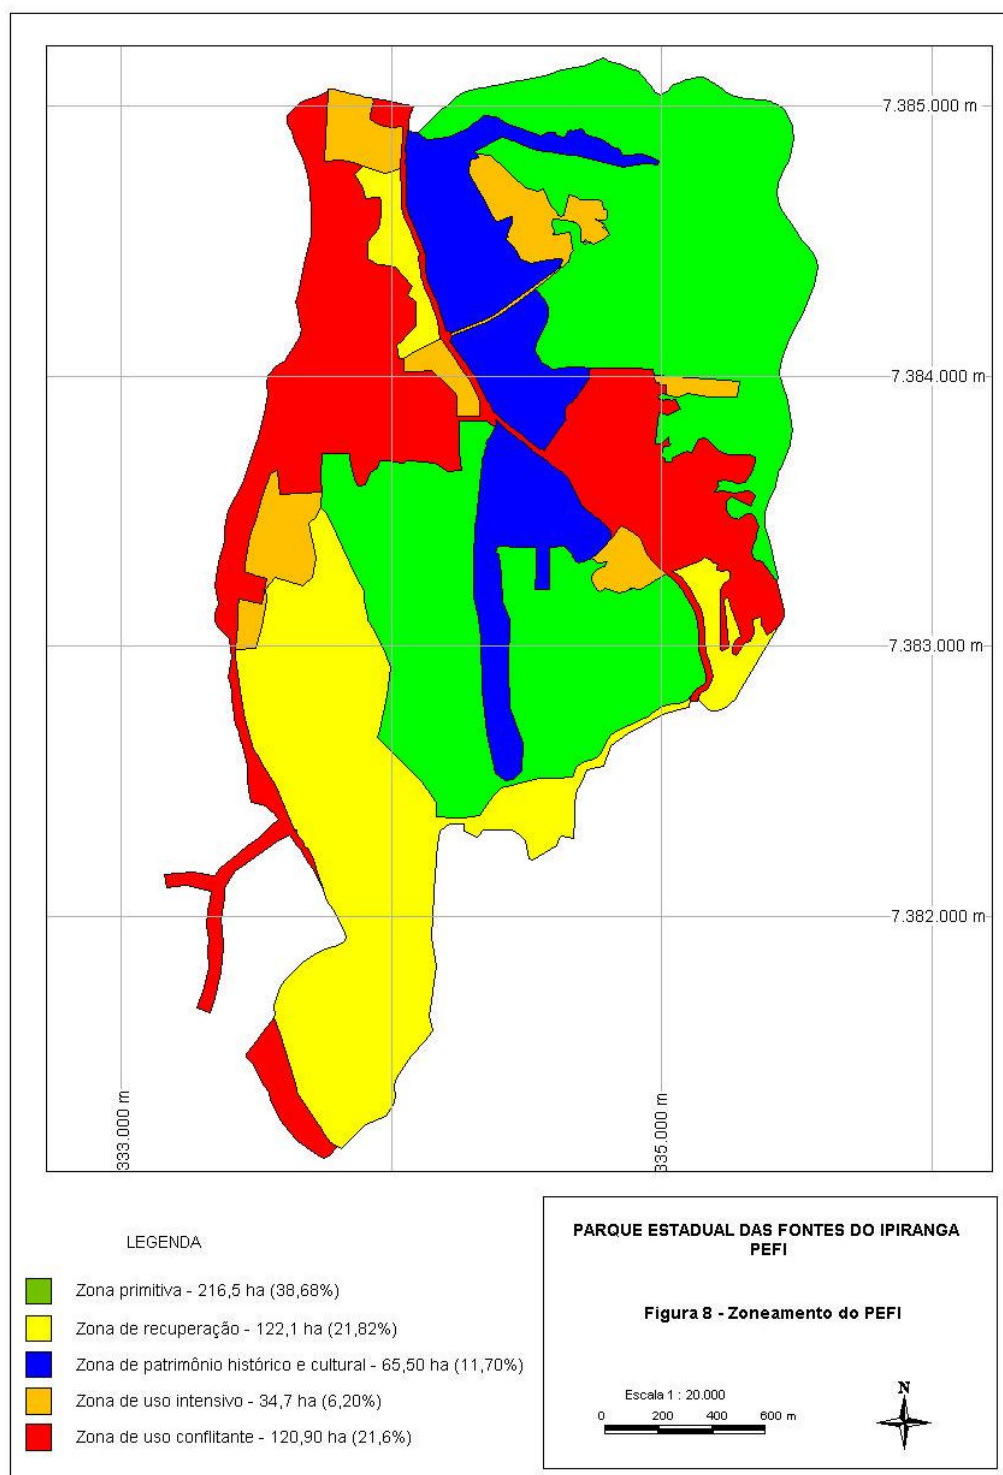 7.385.000 m
7.384.000 m
7.383.000 m
7.382.000 m
333.000 m
335.000 m
LEGENDA
Zona primitiva - 216,5 ha (38,68%)
Zona de recuperação - 122,1 ha (21,82%)
Zona de patrimônio histórico e cultural - 65,50 ha (11,70%)
Zona de uso intensivo - 34,7 ha (6,20%)
Zona de uso conflitante - 120,90 ha (21,6%)
PARQUE ESTADUAL DAS FONTES DO IPIRANGA
PEFI
Figura 8 - Zoneamento do PEFI
Escala 1 : 20.000
0 200 400 600 m
N